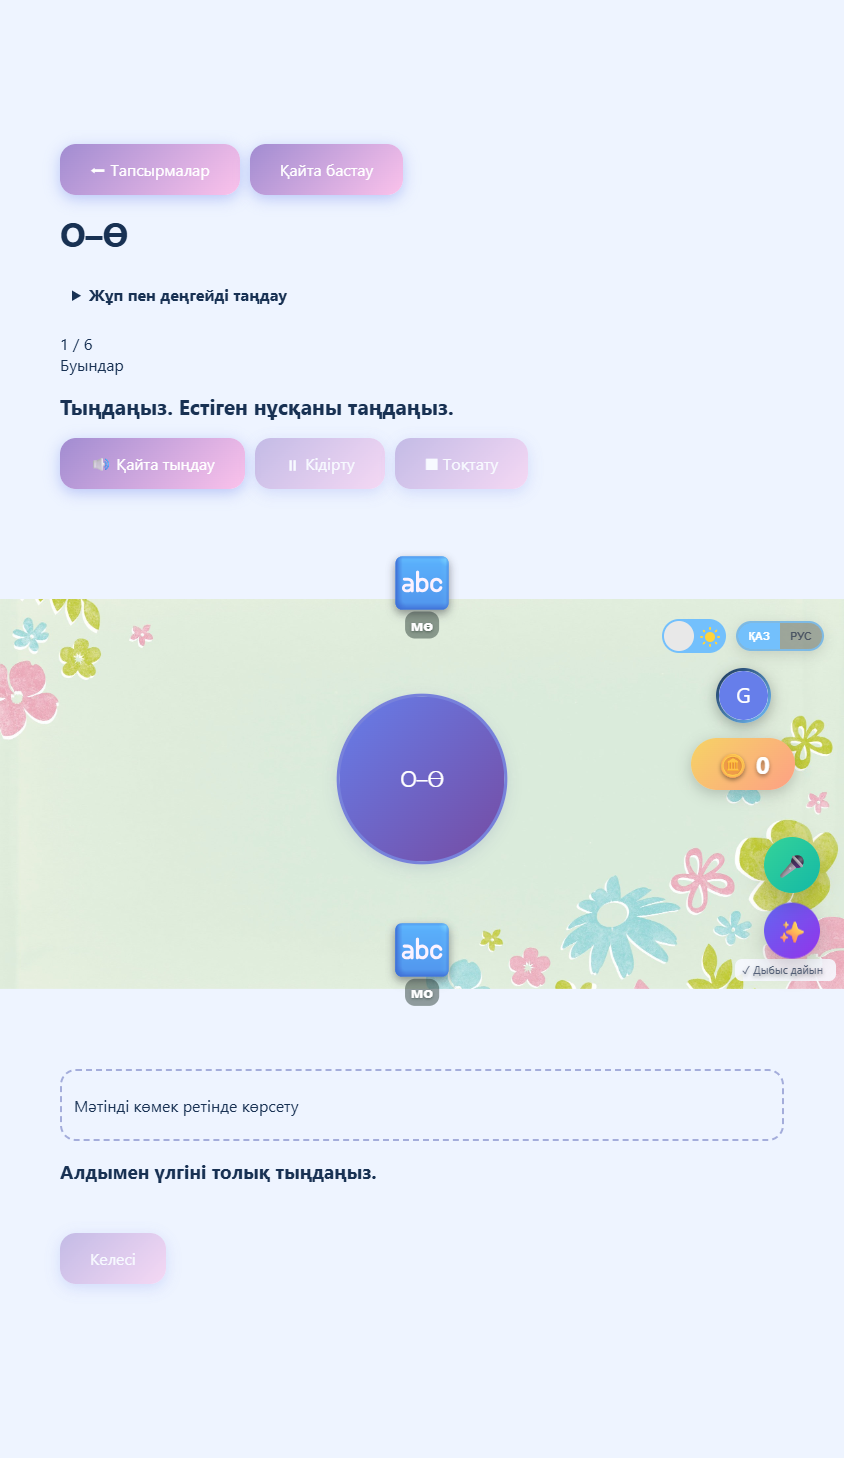 ⬅ Тапсырмалар
Қайта бастау
О–Ө
▶ Жұп пен деңгейді таңдау
1 / 6
Буындар
Тыңдаңыз. Естіген нұсқаны таңдаңыз.
🔊 Қайта тыңдау
⏸ Кідірту
⏹ Тоқтату
abc
мө
ҚАЗ
РУС
G
О–Ө
0
abc
мо
✓ Дыбыс дайын
Мәтінді көмек ретінде көрсету
Алдымен үлгіні толық тыңдаңыз.
Келесі